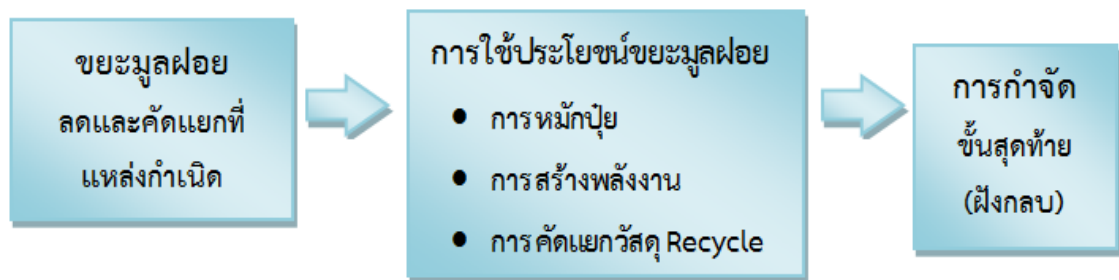 ขยะมูลฝอย
ลดและคัดแยกที่
แหล่งกำเนิด
การใช้ประโยชน์ขยะมูลฝอย
● การหมักปุ๋ย
● การสร้างพลังงาน
● การคัดแยกวัสดุ Recycle
การกำจัด
ขั้นสุดท้าย
(ฝังกลบ)